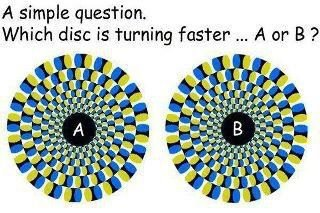 A simple question.
Which disc is turning faster ... A or B ?
A
B